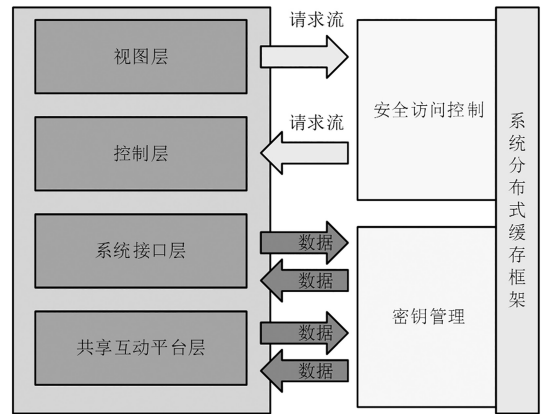 请求流
视图层
安全访问控制
请求流
控制层
系统分布式缓存框架
系统接口层
数据
数据
密钥管理
数据
共享互动平台层
数据